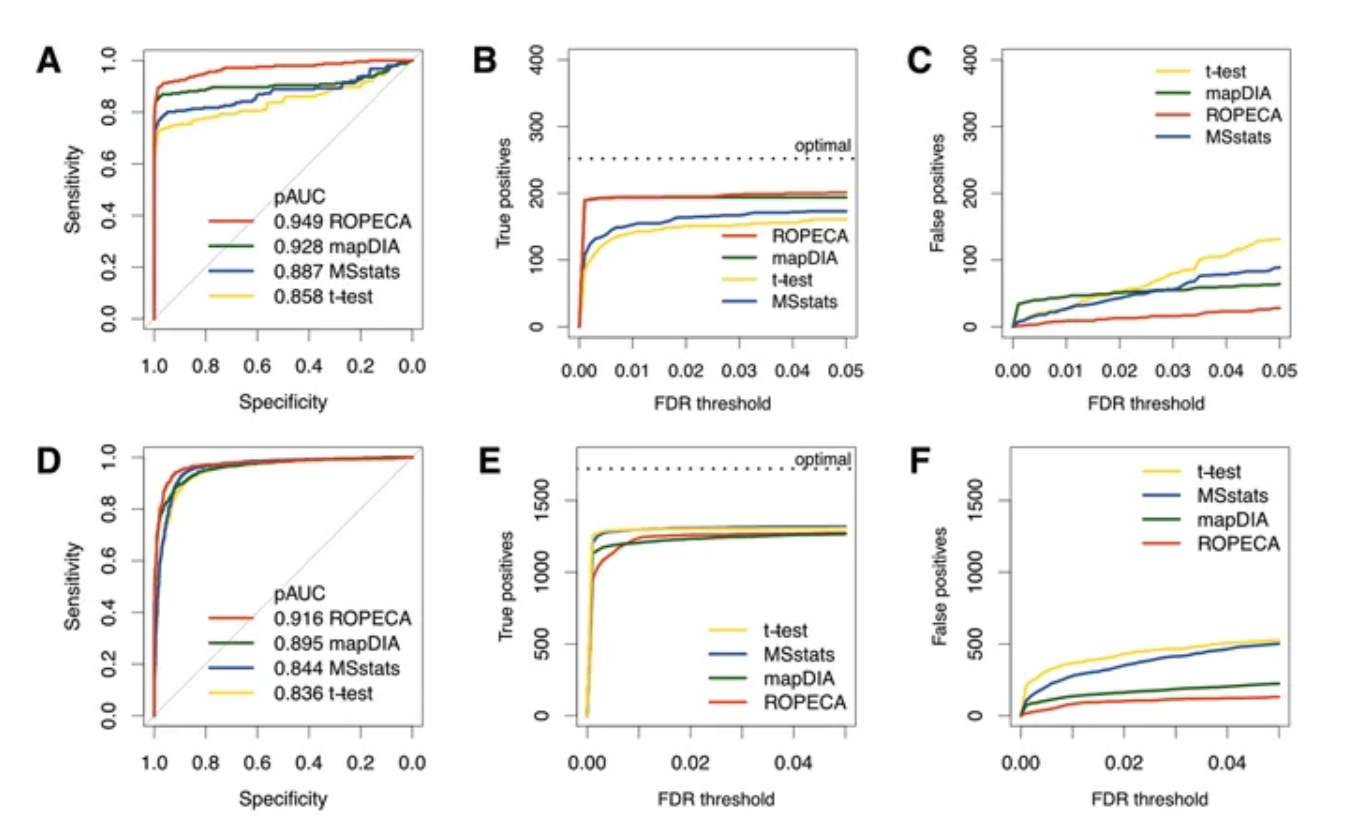 A
Sensitivity
1.0
0.8
0.6
0.4
0.2
0.0
pAUC
0.949 ROPECA
0.928 mapDIA
0.887 MSstats
0.858 t-test
1.0 0.8 0.6 0.4 0.2 0.0
Specificity
B
True positives
400
300
200
100
0
optimal
ROPECA
mapDIA
t-test
MSstats
0.00 0.01 0.02 0.03 0.04 0.05
FDR threshold
C
False positives
400
300
200
100
0
t-test
mapDIA
ROPECA
MSstats
0.00 0.01 0.02 0.03 0.04 0.05
FDR threshold
D
Sensitivity
1.0
0.8
0.6
0.4
0.2
0.0
pAUC
0.916 ROPECA
0.895 mapDIA
0.844 MSstats
0.836 t-test
1.0 0.8 0.6 0.4 0.2 0.0
Specificity
E
True positives
1500
1000
500
0
optimal
t-test
MSstats
mapDIA
ROPECA
0.00 0.02 0.04
FDR threshold
F
False positives
1500
1000
500
0
t-test
MSstats
mapDIA
ROPECA
0.00 0.02 0.04
FDR threshold